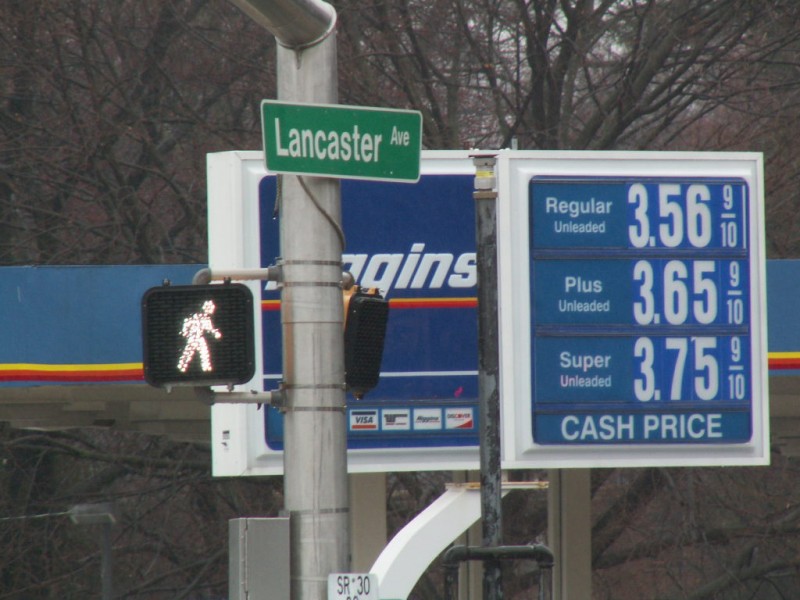 Lancaster Ave
Regular
Unleaded
3.56 9/10
Plus
Unleaded
3.65 9/10
Super
Unleaded
3.75 9/10
CASH PRICE
VISA
DISCOVER
SR 30